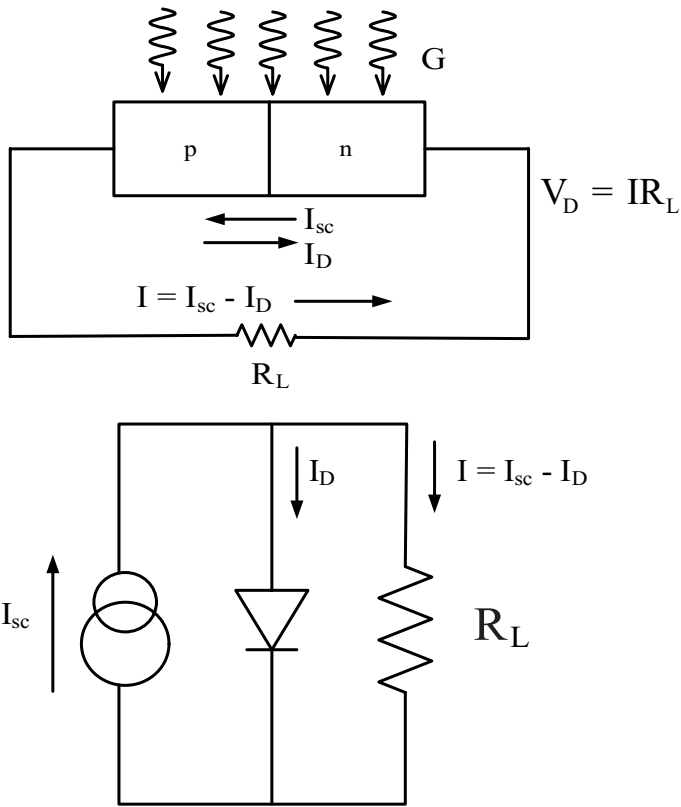 G
p
n
V_D = IR_L
I_sc
I_D
I = I_sc - I_D
R_L
I_D
I = I_sc - I_D
I_sc
R_L